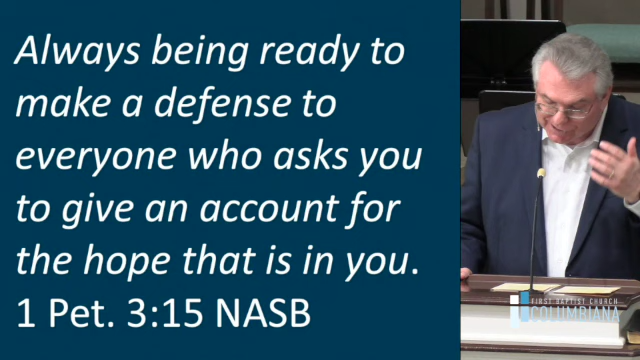 Always being ready to
make a defense to
everyone who asks you
to give an account for
the hope that is in you.
1 Pet. 3:15 NASB
FIRST BAPTIST CHURCH
COLUMBIANA